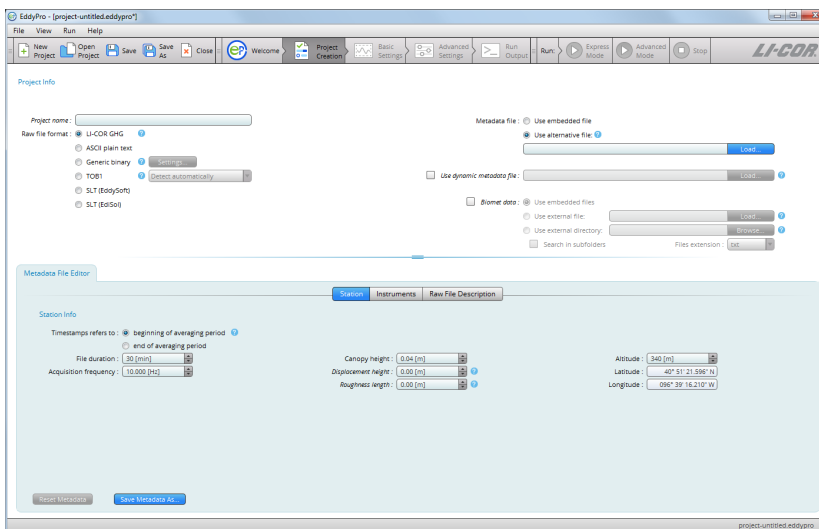 EddyPro - [project-untitled.eddypro*]
File View Run Help
New Project Open Project Save Save As Close Welcome Project Creation Basic Settings Advanced Settings Run Output Run: Express Mode Advanced Mode Stop LI-COR
Project Info
Project name :
Metadata file : Use embedded file
Raw file format : LI-COR GHG ?
Use alternative file: ?
ASCII plain text
Load...
Generic binary ? Settings...
TOB1 ? Detect automatically
Use dynamic metadata file : Load... ?
SLT (EddySoft)
SLT (EdiSol)
Biomet data : Use embedded files
Use external file: Load... ?
Use external directory: Browse... ?
Search in subfolders Files extension : txt
Metadata File Editor
Station Instruments Raw File Description
Station Info
Timestamps refers to : beginning of averaging period ?
end of averaging period
File duration : 30 [min] Canopy height : 0.04 [m] Altitude : 340 [m]
Acquisition frequency : 10.000 [Hz] Displacement height : 0.00 [m] ? Latitude : 40° 51' 21.596" N
Roughness length : 0.00 [m] ? Longitude : 096° 39' 16.210" W
Reset Metadata Save Metadata As...
project-untitled.eddypro